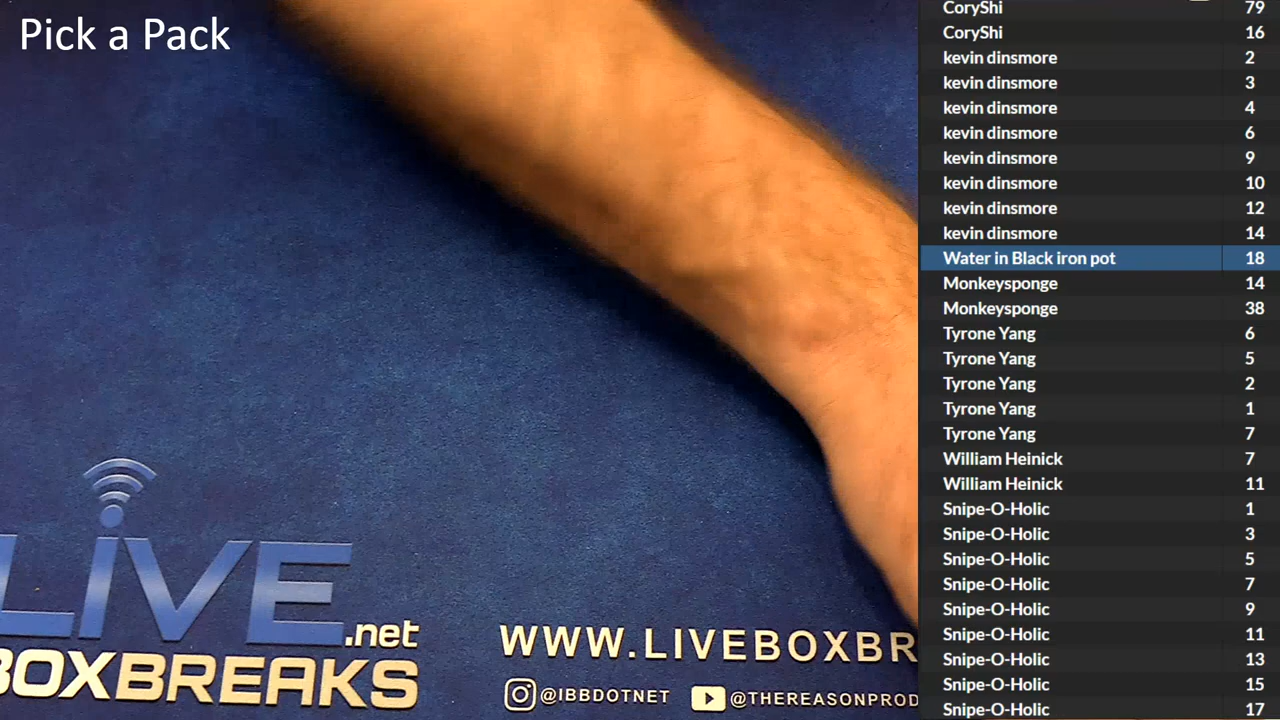 Pick a Pack
CoryShi 79
CoryShi 16
kevin dinsmore 2
kevin dinsmore 3
kevin dinsmore 4
kevin dinsmore 6
kevin dinsmore 9
kevin dinsmore 10
kevin dinsmore 12
kevin dinsmore 14
Water in Black iron pot 18
Monkeysponge 14
Monkeysponge 38
Tyrone Yang 6
Tyrone Yang 5
Tyrone Yang 2
Tyrone Yang 1
Tyrone Yang 7
William Heinick 7
William Heinick 11
Snipe-O-Holic 1
Snipe-O-Holic 3
Snipe-O-Holic 5
Snipe-O-Holic 7
Snipe-O-Holic 9
Snipe-O-Holic 11
Snipe-O-Holic 13
Snipe-O-Holic 15
Snipe-O-Holic 17
LIVE.net
BOXBREAKS
WWW.LIVEBOXBR
@IBBDOTNET @THEREASONPROD